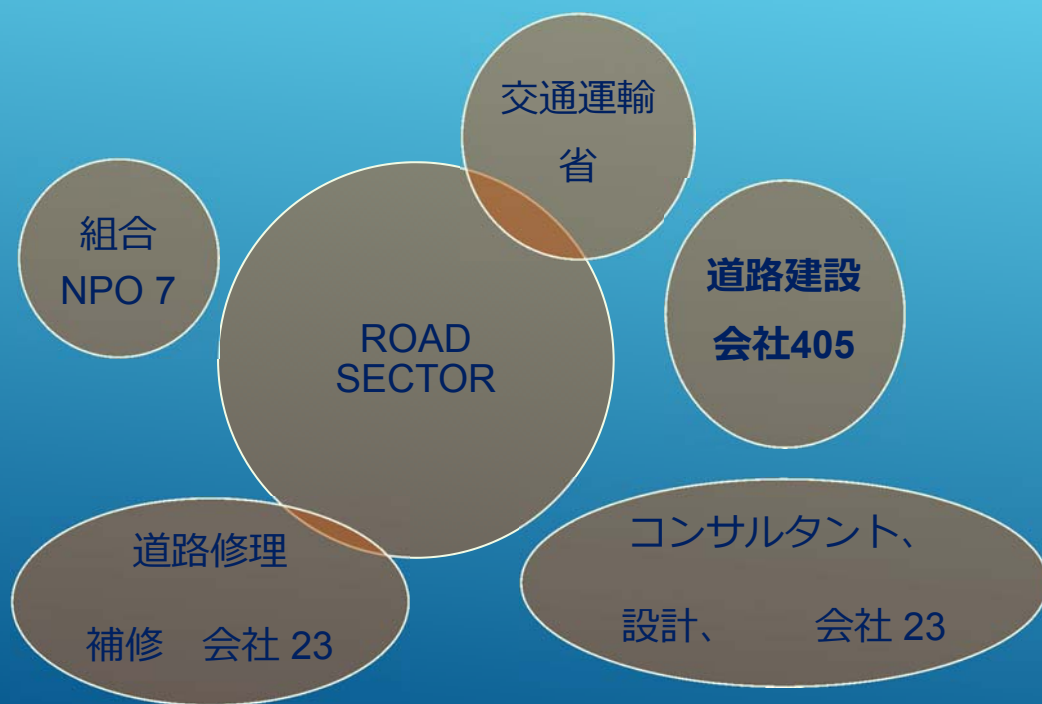 交通運輸
省
組合
NPO 7
道路建設
会社405
ROAD
SECTOR
道路修理
補修　会社 23
コンサルタント、
設計、　　会社 23